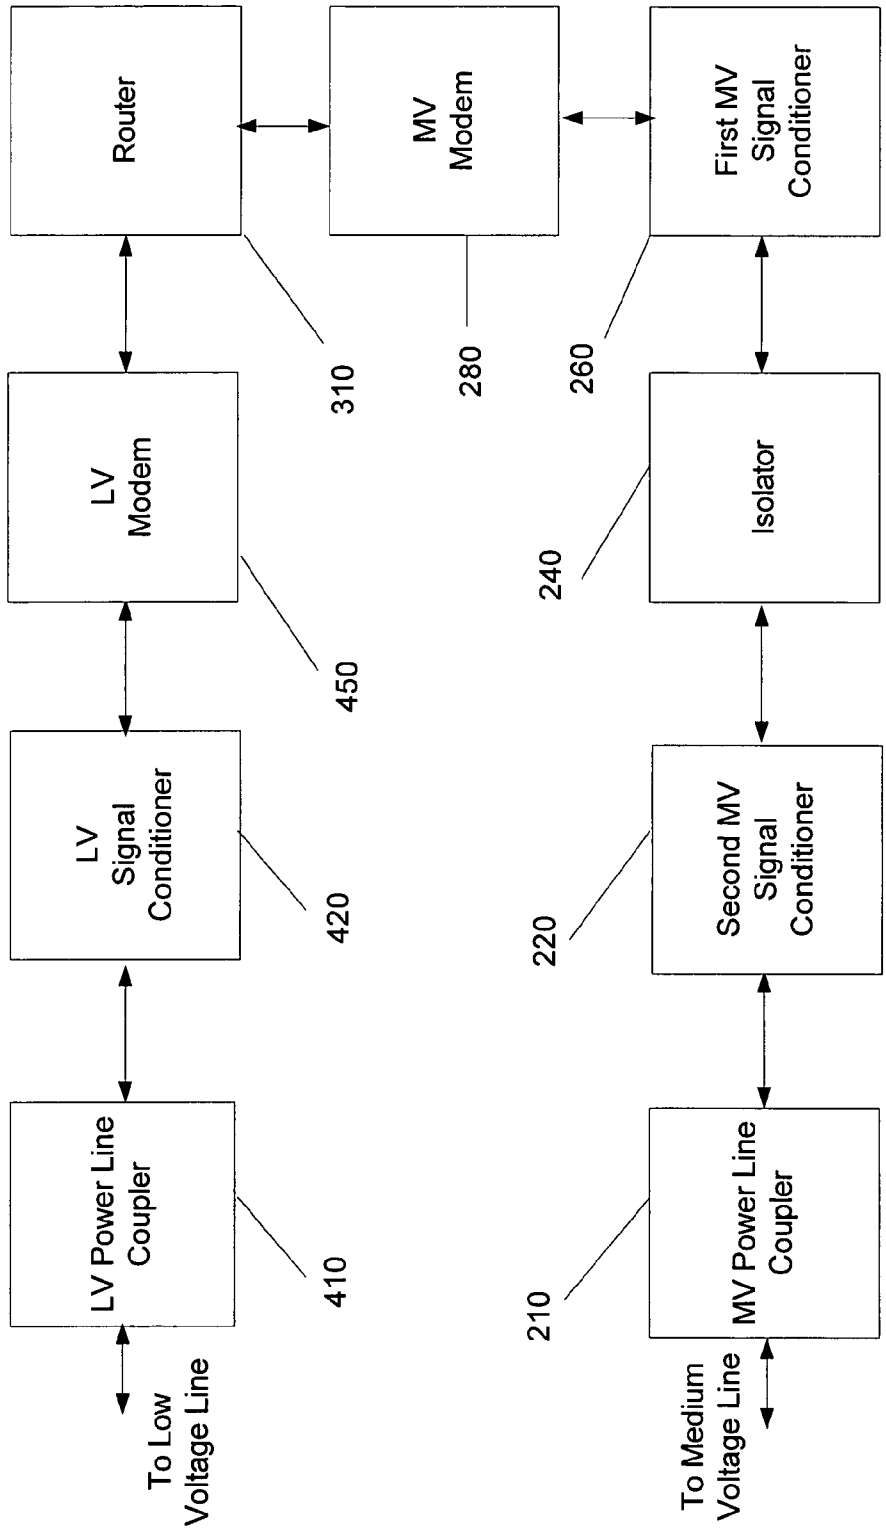 Router
310
MV
Modem
280
First MV
Signal
Conditioner
260
LV
Modem
450
Isolator
240
LV
Signal
Conditioner
420
Second MV
Signal
Conditioner
220
LV Power Line
Coupler
410
MV Power Line
Coupler
210
To Low
Voltage Line
To Medium
Voltage Line